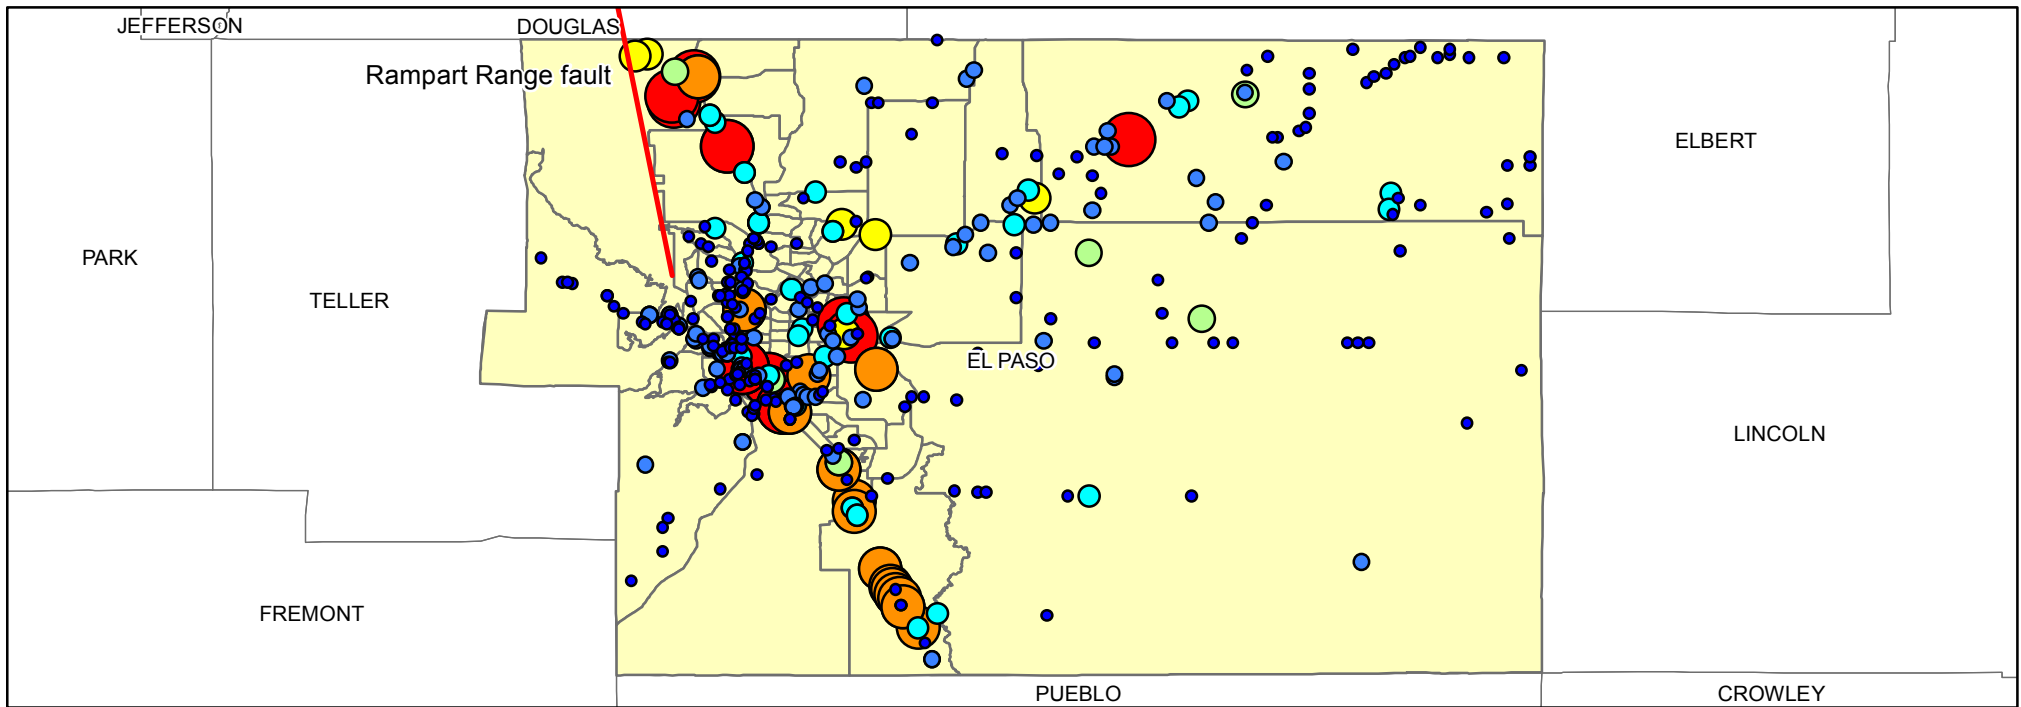 JEFFERSON
DOUGLAS
Rampart Range fault
ELBERT
PARK
TELLER
EL PASO
LINCOLN
FREMONT
PUEBLO
CROWLEY